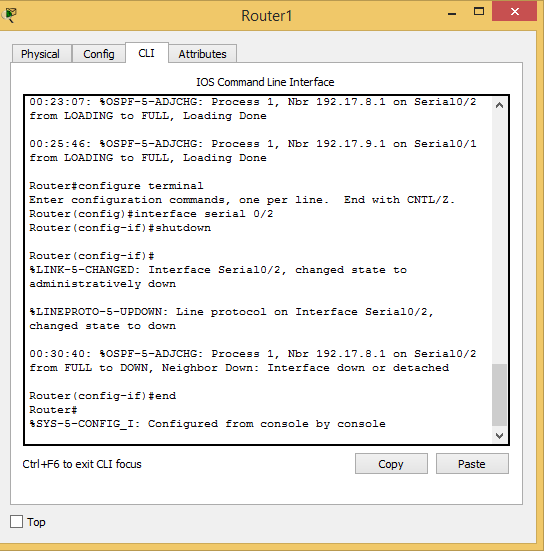 Router1
Physical Config CLI Attributes
IOS Command Line Interface
00:23:07: %OSPF-5-ADJCHG: Process 1, Nbr 192.17.8.1 on Serial0/2
from LOADING to FULL, Loading Done
00:25:46: %OSPF-5-ADJCHG: Process 1, Nbr 192.17.9.1 on Serial0/1
from LOADING to FULL, Loading Done
Router#configure terminal
Enter configuration commands, one per line.  End with CNTL/Z.
Router(config)#interface serial 0/2
Router(config-if)#shutdown
Router(config-if)#
%LINK-5-CHANGED: Interface Serial0/2, changed state to
administratively down
%LINEPROTO-5-UPDOWN: Line protocol on Interface Serial0/2,
changed state to down
00:30:40: %OSPF-5-ADJCHG: Process 1, Nbr 192.17.8.1 on Serial0/2
from FULL to DOWN, Neighbor Down: Interface down or detached
Router(config-if)#end
Router#
%SYS-5-CONFIG_I: Configured from console by console
Ctrl+F6 to exit CLI focus Copy Paste
Top